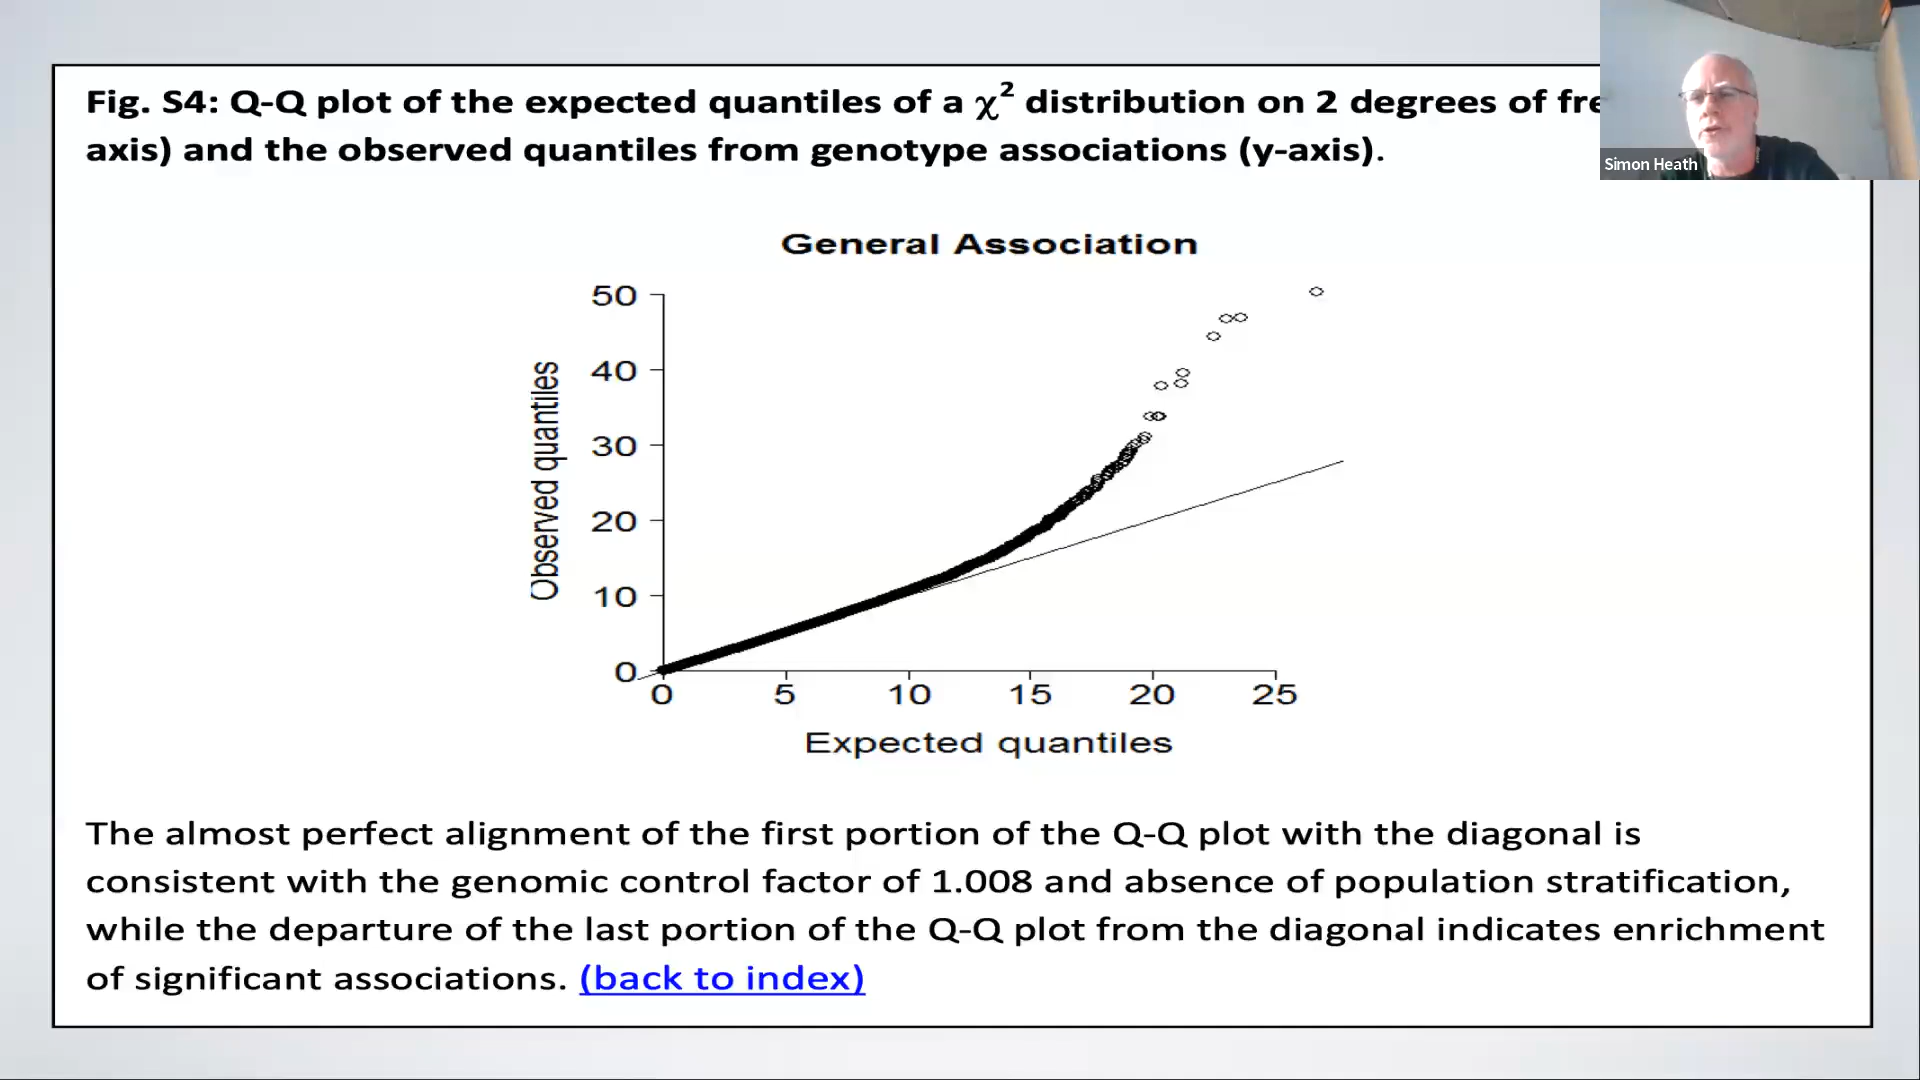 Fig. S4: Q-Q plot of the expected quantiles of a χ² distribution on 2 degrees of fre
axis) and the observed quantiles from genotype associations (y-axis).
Simon Heath
General Association
Observed quantiles
50
40
30
20
10
0
0 5 10 15 20 25
Expected quantiles
The almost perfect alignment of the first portion of the Q-Q plot with the diagonal is
consistent with the genomic control factor of 1.008 and absence of population stratification,
while the departure of the last portion of the Q-Q plot from the diagonal indicates enrichment
of significant associations. (back to index)